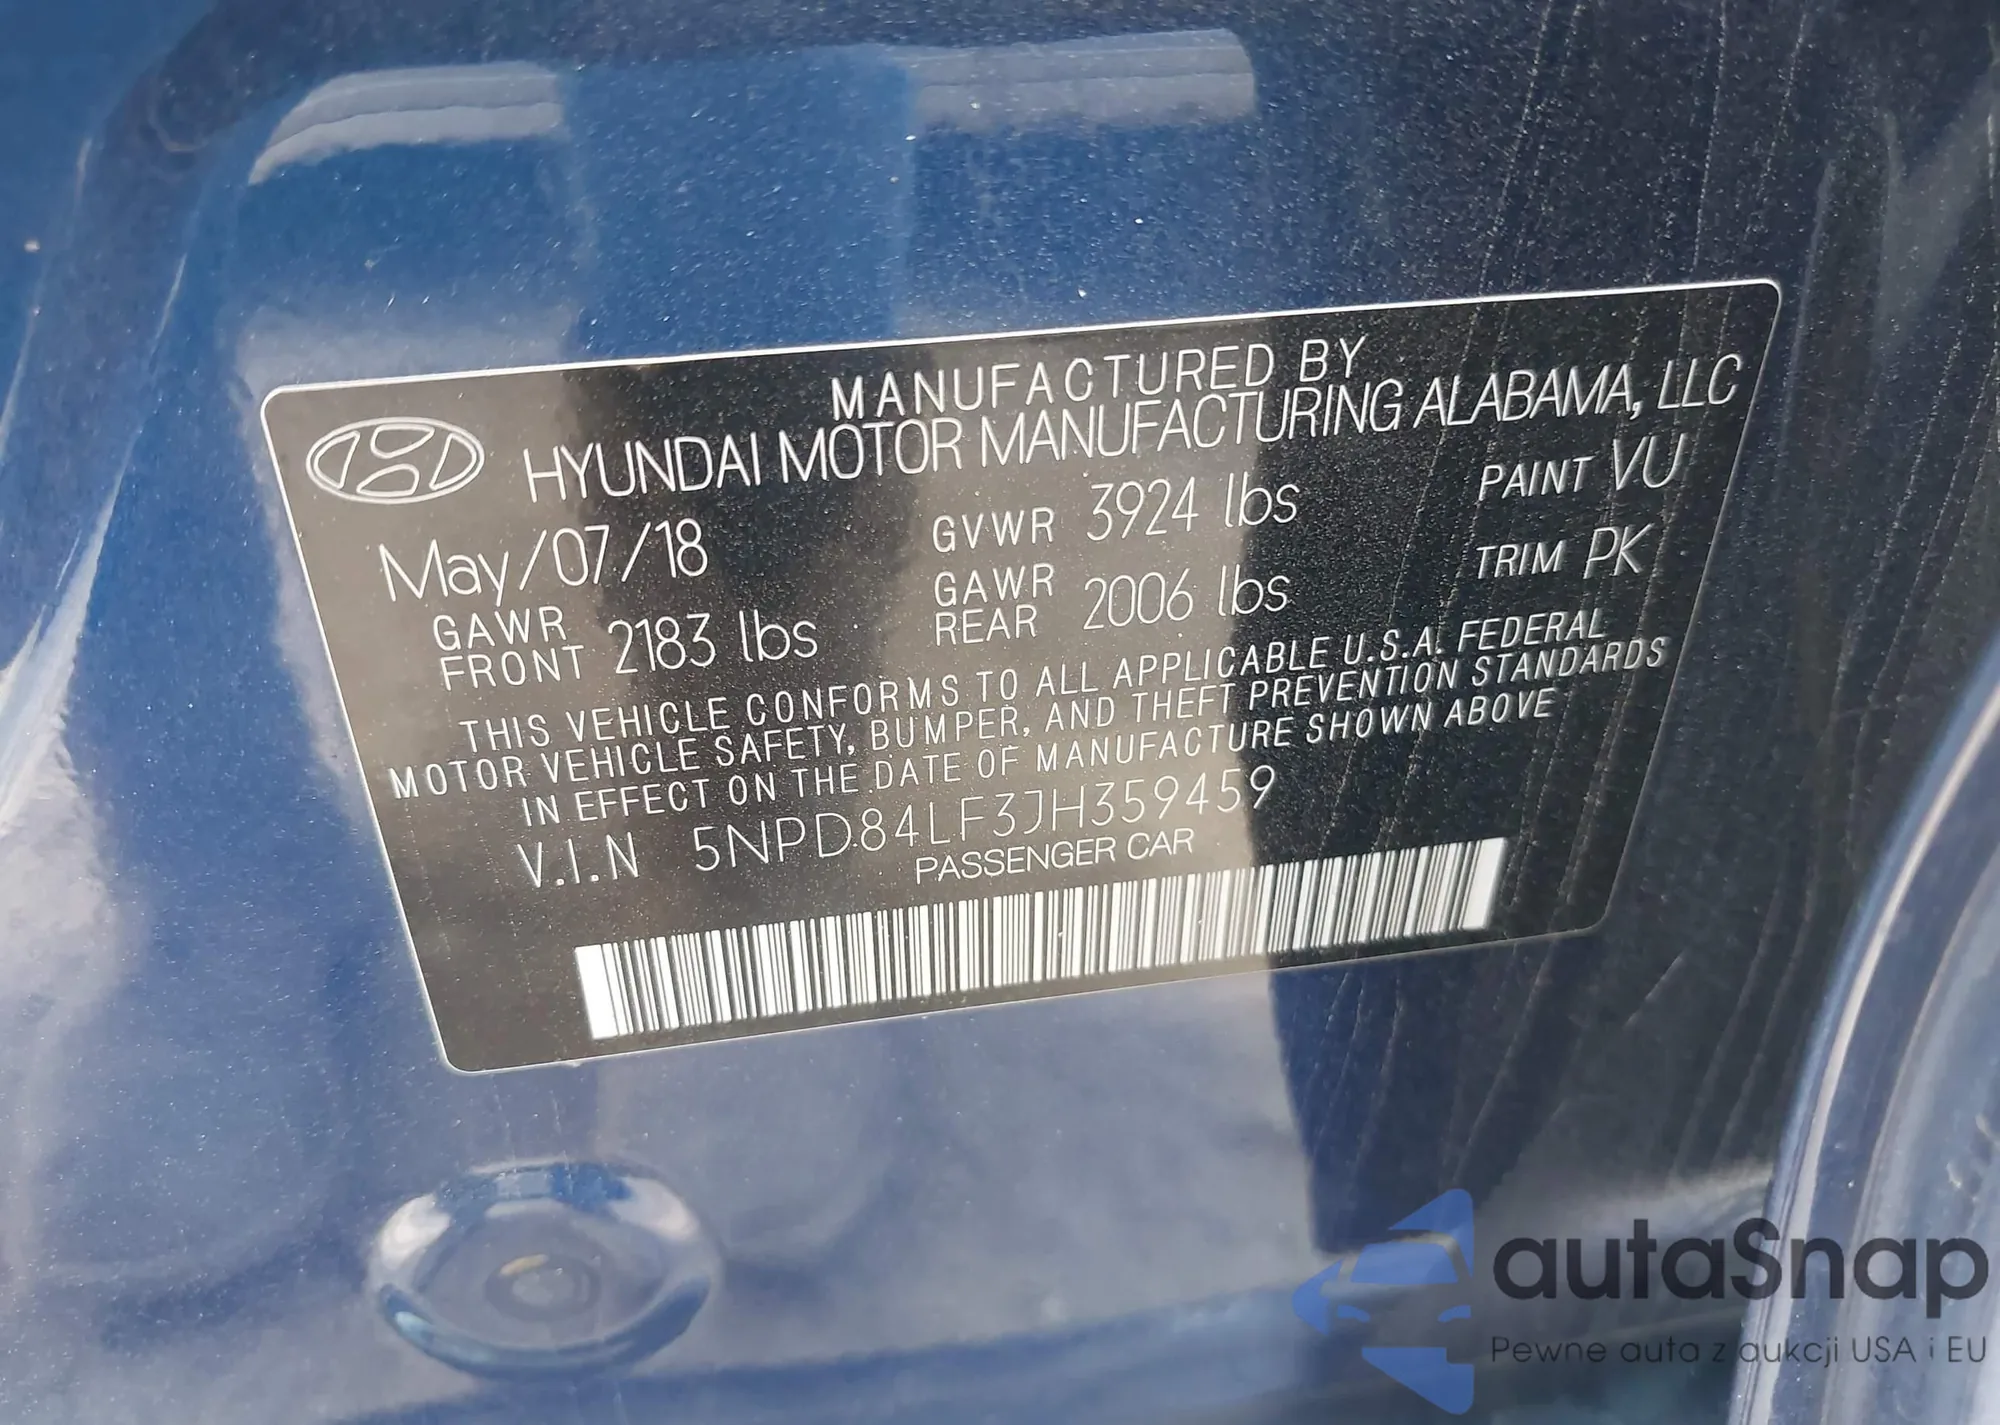 MANUFACTURED BY
HYUNDAI MOTOR MANUFACTURING ALABAMA, LLC
May/07/18 GVWR 3924 lbs PAINT VU
GAWR FRONT 2183 lbs GAWR REAR 2006 lbs TRIM PK
THIS VEHICLE CONFORMS TO ALL APPLICABLE U.S.A. FEDERAL
MOTOR VEHICLE SAFETY, BUMPER, AND THEFT PREVENTION STANDARDS
IN EFFECT ON THE DATE OF MANUFACTURE SHOWN ABOVE
V.I.N 5NPD84LF3JH359459
PASSENGER CAR
autaSnap
Pewne auta z aukcji USA i EU